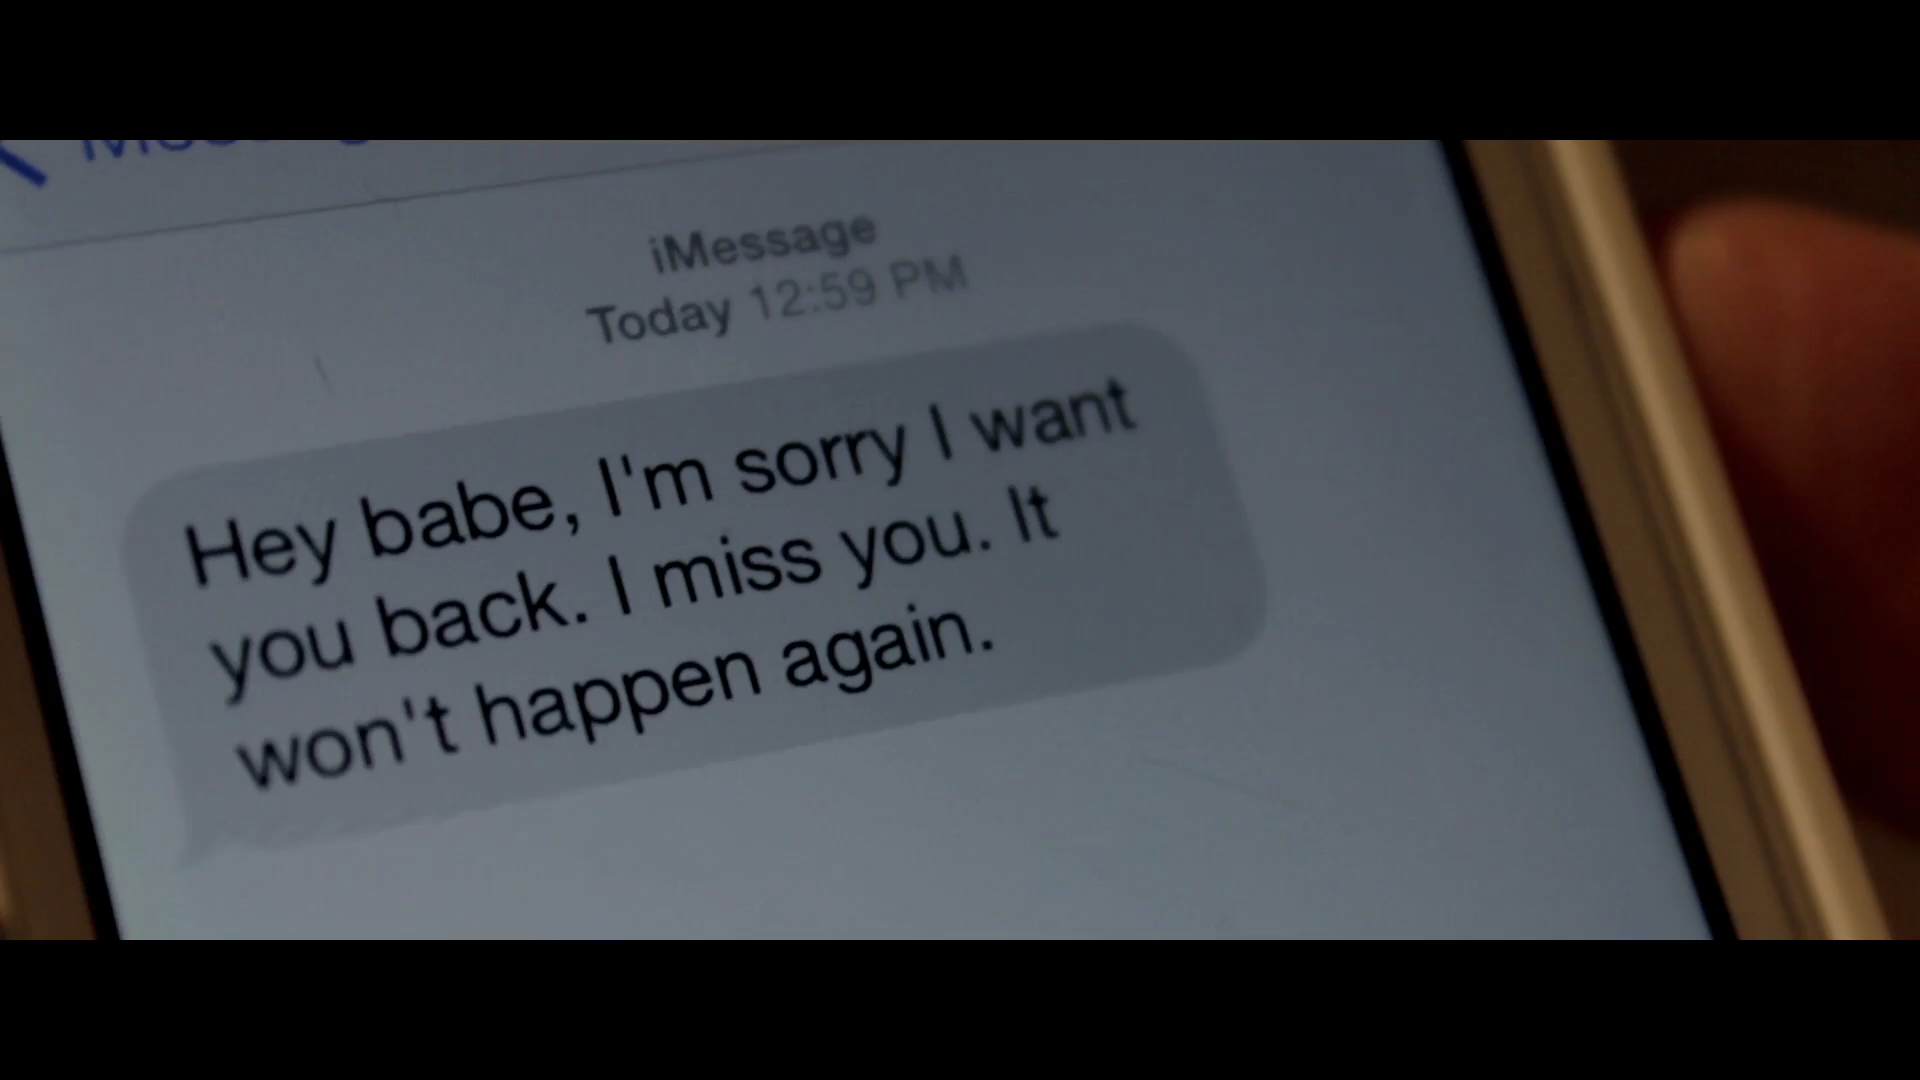 iMessage
Today 12:59 PM
Hey babe, I'm sorry I want
you back. I miss you. It
won't happen again.